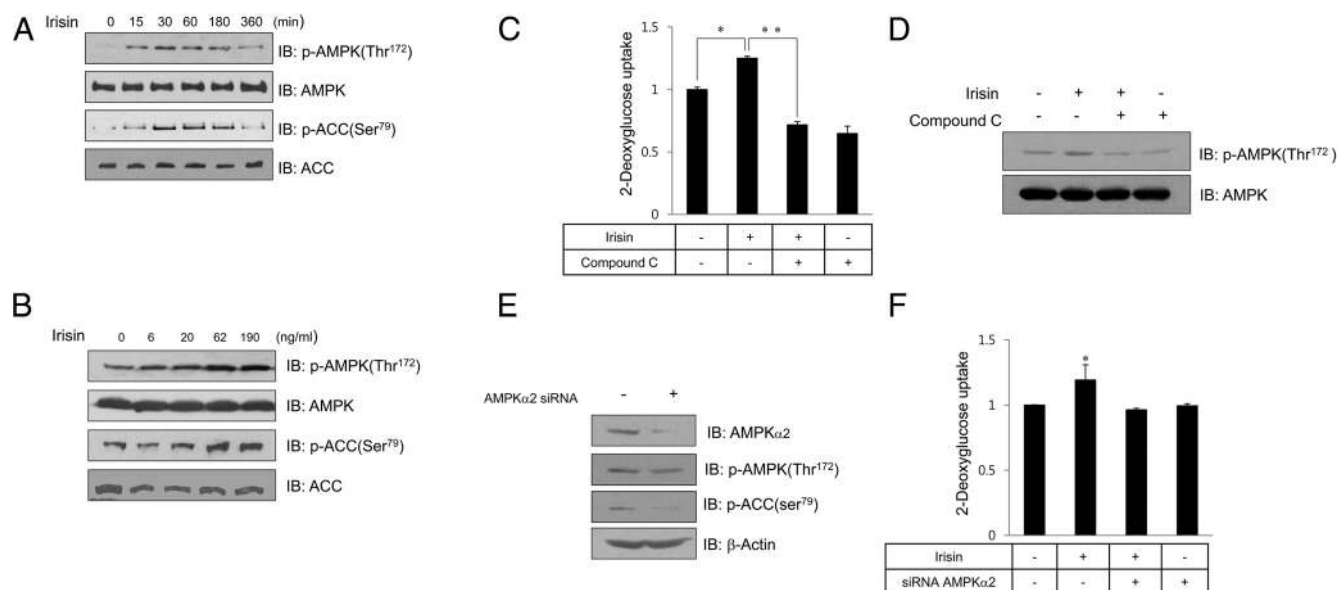 A
Irisin 0 15 30 60 180 360 (min)
IB: p-AMPK(Thr172)
IB: AMPK
IB: p-ACC(Ser79)
IB: ACC
B
Irisin 0 6 20 62 190 (ng/ml)
IB: p-AMPK(Thr172)
IB: AMPK
IB: p-ACC(Ser79)
IB: ACC
C
2-Deoxyglucose uptake
1.5
1
0.5
0
* **
Irisin - + + -
Compound C - - + +
D
Irisin - + + -
Compound C - - + +
IB: p-AMPK(Thr172)
IB: AMPK
E
AMPKα2 siRNA - +
IB: AMPKα2
IB: p-AMPK(Thr172)
IB: p-ACC(ser79)
IB: β-Actin
F
2-Deoxyglucose uptake
1.5
1
0.5
0
*
Irisin - + + -
siRNA AMPKα2 - - + +